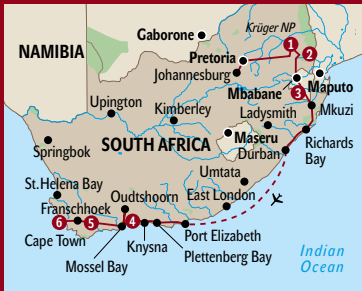 Krüger NP
Gaborone
1
2
NAMIBIA
Pretoria
Johannesburg
Maputo
Mbabane
3
Upington
Kimberley
Ladysmith
Mkuzi
SOUTH AFRICA
Maseru
Richards
Bay
Springbok
Durban
Umtata
St.Helena Bay
Oudtshoorn
East London
Franschhoek
6
5
4
Port Elizabeth
Cape Town
Knysna
Plettenberg Bay
Mossel Bay
Indian
Ocean